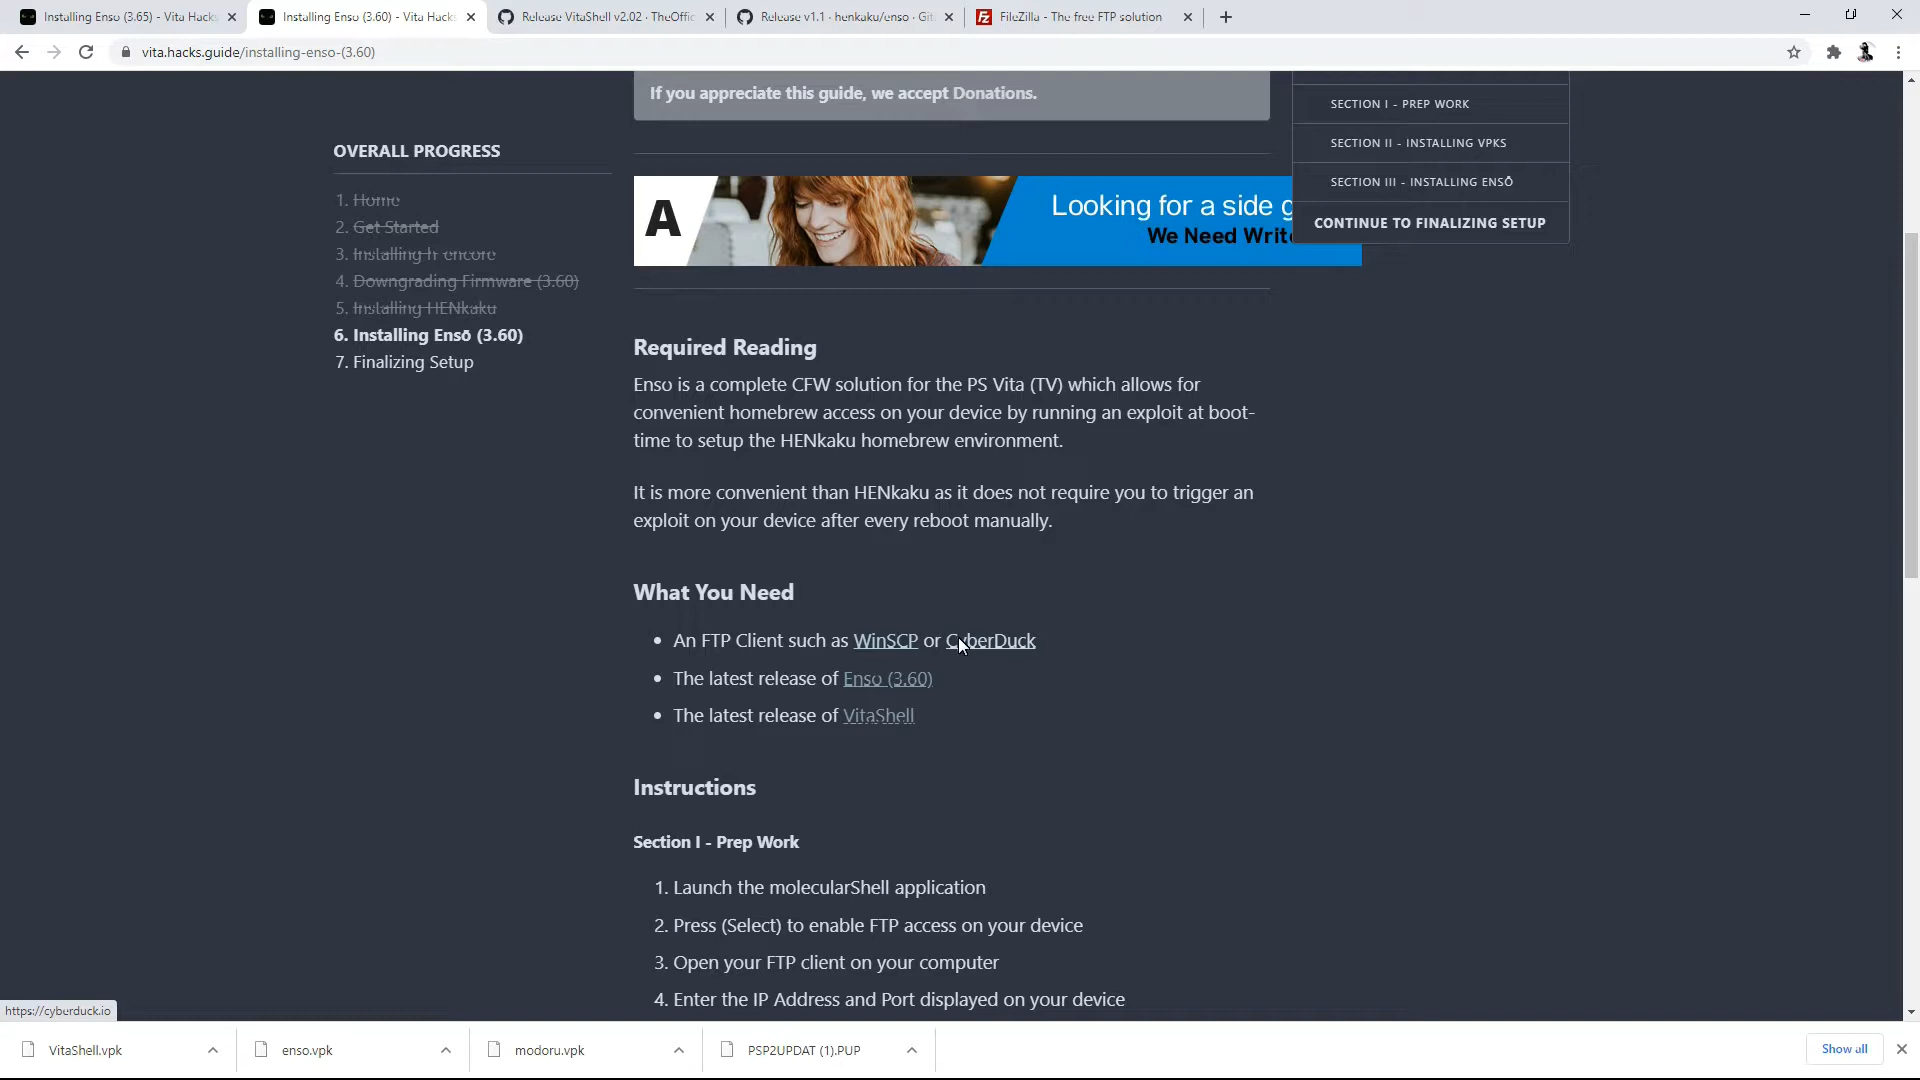 Installing Enso (3.65) - Vita Hacks
Installing Enso (3.60) - Vita Hacks
Release VitaShell v2.02 · TheOffic
Release v1.1 · henkaku/enso · Git
FileZilla - The free FTP solution
vita.hacks.guide/installing-enso-(3.60)
If you appreciate this guide, we accept Donations.
SECTION I - PREP WORK
SECTION II - INSTALLING VPKS
SECTION III - INSTALLING ENSŌ
CONTINUE TO FINALIZING SETUP
OVERALL PROGRESS
1. Home
2. Get Started
3. Installing h-encore
4. Downgrading Firmware (3.60)
5. Installing HENkaku
6. Installing Ensō (3.60)
7. Finalizing Setup
A
Looking for a side g
We Need Write
Required Reading
Enso is a complete CFW solution for the PS Vita (TV) which allows for
convenient homebrew access on your device by running an exploit at boot-
time to setup the HENkaku homebrew environment.
It is more convenient than HENkaku as it does not require you to trigger an
exploit on your device after every reboot manually.
What You Need
• An FTP Client such as WinSCP or CyberDuck
• The latest release of Enso (3.60)
• The latest release of VitaShell
Instructions
Section I - Prep Work
1. Launch the molecularShell application
2. Press (Select) to enable FTP access on your device
3. Open your FTP client on your computer
4. Enter the IP Address and Port displayed on your device
https://cyberduck.io
VitaShell.vpk
enso.vpk
modoru.vpk
PSP2UPDAT (1).PUP
Show all